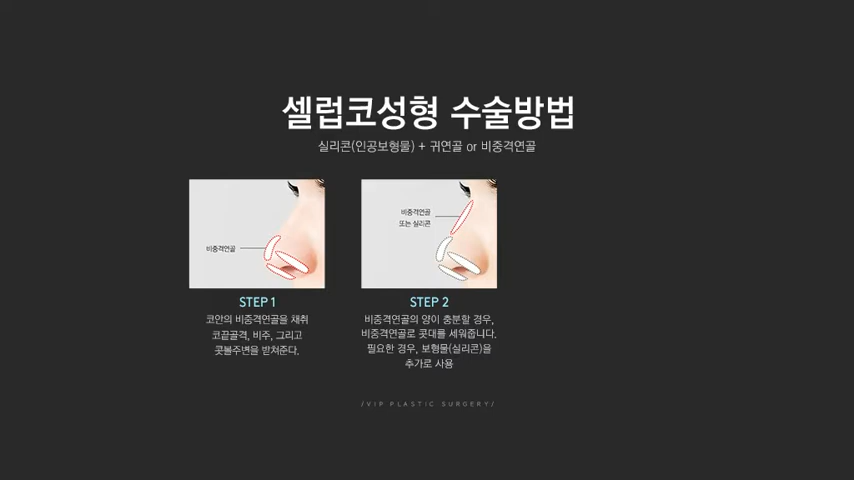 셀럽코성형 수술방법
실리콘(인공보형물) + 귀연골 or 비중격연골
비중격연골
비중격연골
또는 실리콘
STEP 1
코안의 비중격연골을 채취
코끝골격, 비주, 그리고
콧볼주변을 받쳐준다.
STEP 2
비중격연골의 양이 충분할 경우,
비중격연골로 콧대를 세워줍니다.
필요한 경우, 보형물(실리콘)을
추가로 사용
/VIP PLASTIC SURGERY/